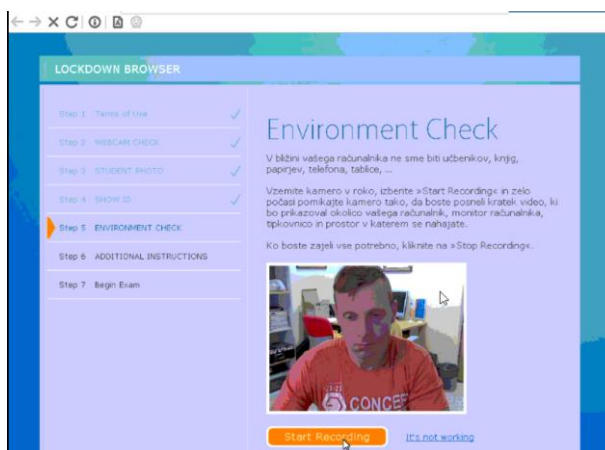 LOCKDOWN BROWSER
Step 1 Terms of Use
Step 2 WEBCAM CHECK
Step 3 STUDENT PHOTO
Step 4 SHOW ID
Step 5 ENVIRONMENT CHECK
Step 6 ADDITIONAL INSTRUCTIONS
Step 7 Begin Exam
Environment Check
V bližini vašega računalnika ne sme biti učbenikov, knjig,
papirjev, telefona, tablice, ...
Vzemite kamero v roko, izberite »Start Recording« in zelo
počasi pomikajte kamero tako, da boste posneli kratek video, ki
bo prikazoval okolico vašega računalnik, monitor računalnika,
tipkovnico in prostor v katerem se nahajate.
Ko boste zajeli vse potrebno, kliknite na »Stop Recording«.
CONCEP
Start Recording
It's not working